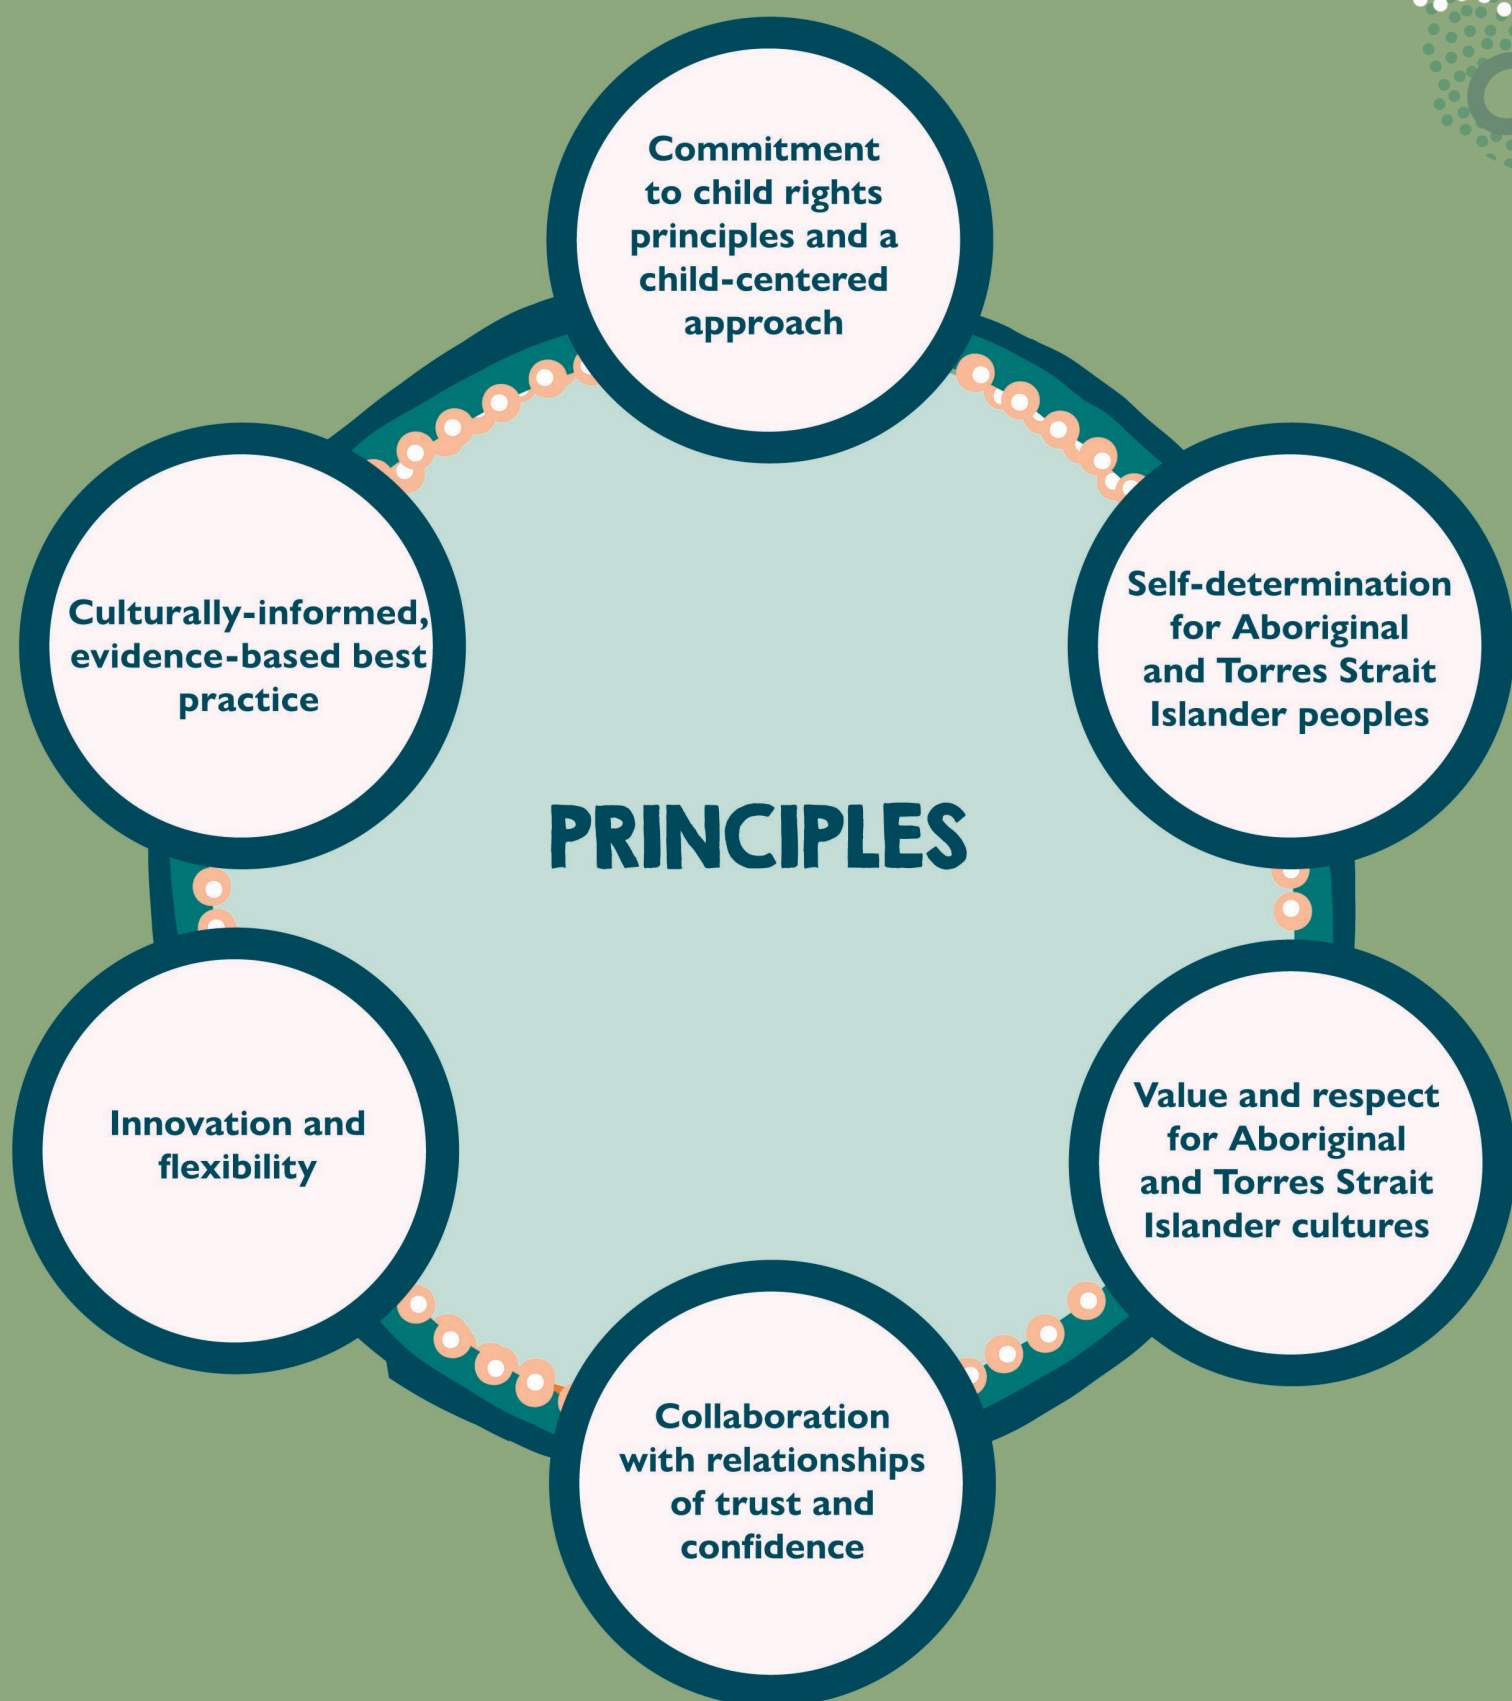 Commitment
to child rights
principles and a
child-centered
approach
Self-determination
for Aboriginal
and Torres Strait
Islander peoples
Value and respect
for Aboriginal
and Torres Strait
Islander cultures
Collaboration
with relationships
of trust and
confidence
Innovation and
flexibility
Culturally-informed,
evidence-based best
practice
PRINCIPLES